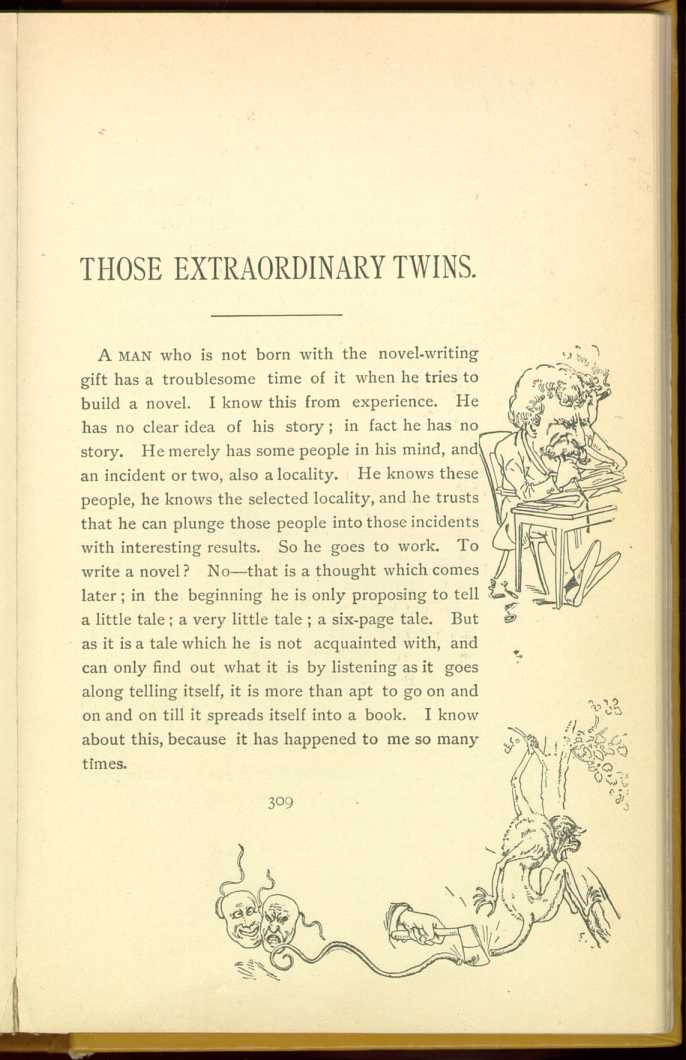 THOSE EXTRAORDINARY TWINS.
A MAN who is not born with the novel-writing
gift has a troublesome time of it when he tries to
build a novel. I know this from experience. He
has no clear idea of his story; in fact he has no
story. He merely has some people in his mind, and
an incident or two, also a locality. He knows these
people, he knows the selected locality, and he trusts
that he can plunge those people into those incidents
with interesting results. So he goes to work. To
write a novel? No—that is a thought which comes
later; in the beginning he is only proposing to tell
a little tale; a very little tale; a six-page tale. But
as it is a tale which he is not acquainted with, and
can only find out what it is by listening as it goes
along telling itself, it is more than apt to go on and
on and on till it spreads itself into a book. I know
about this, because it has happened to me so many
times.
309